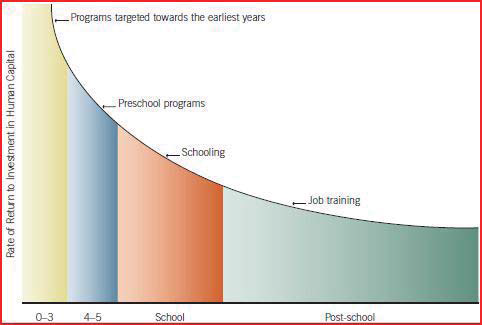 Programs targeted towards the earliest years
Preschool programs
Schooling
Job training
Rate of Return to Investment in Human Capital
0–3
4–5
School
Post-school